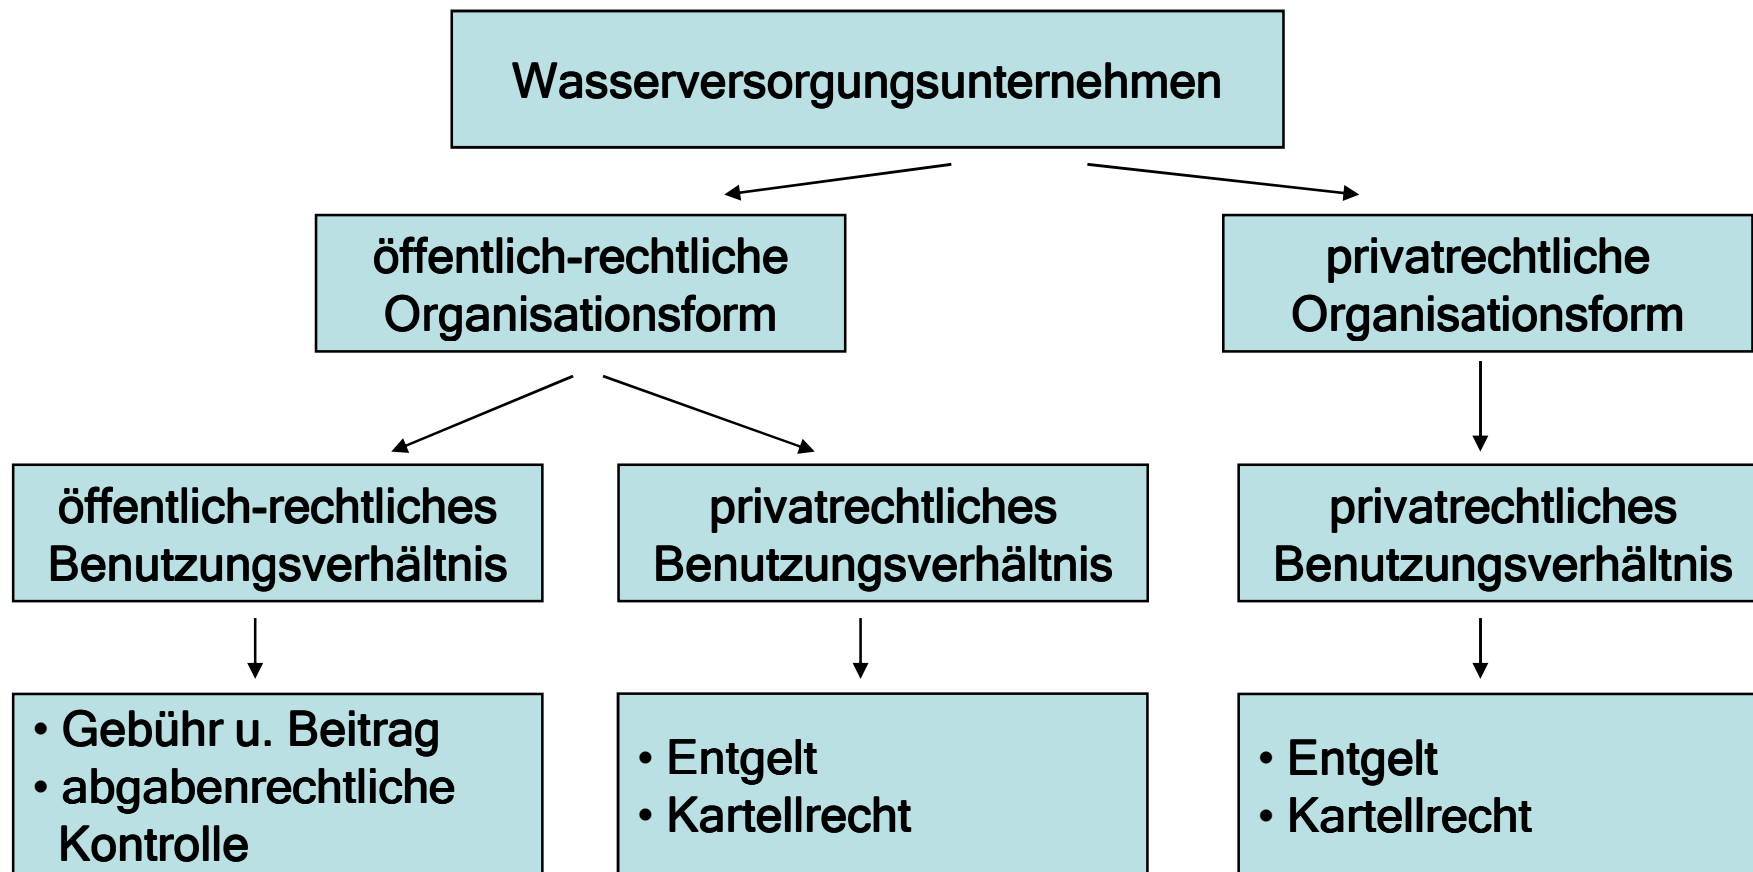 Wasserversorgungsunternehmen
öffentlich-rechtliche
Organisationsform
privatrechtliche
Organisationsform
öffentlich-rechtliches
Benutzungsverhältnis
privatrechtliches
Benutzungsverhältnis
privatrechtliches
Benutzungsverhältnis
• Gebühr u. Beitrag
• abgabenrechtliche
Kontrolle
• Entgelt
• Kartellrecht
• Entgelt
• Kartellrecht